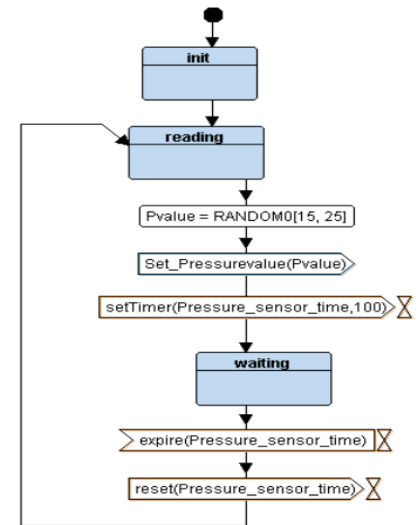 init
reading
Pvalue = RANDOM0[15, 25]
Set_Pressurevalue(Pvalue)
setTimer(Pressure_sensor_time,100)
waiting
expire(Pressure_sensor_time)
reset(Pressure_sensor_time)